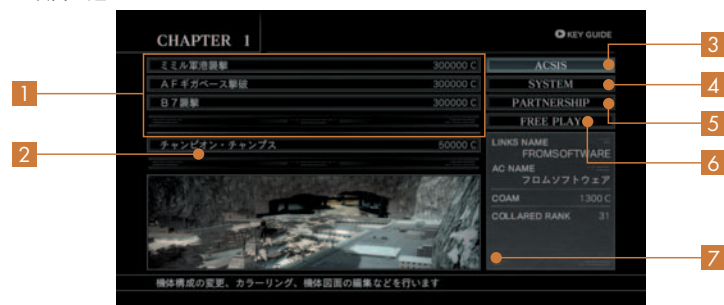 CHAPTER 1
KEY GUIDE
ミミル軍港襲撃 300000 C
AFギガベース撃破 300000 C
B7襲撃 300000 C
チャンピオン・チャンプス 50000 C
ACSIS
SYSTEM
PARTNERSHIP
FREE PLAY
LINKS NAME
FROMSOFTWARE
AC NAME
フロムソフトウェア
COAM 1300 C
COLLARED RANK 31
機体構成の変更、カラーリング、機体図面の編集などを行います
1
2
3
4
5
6
7